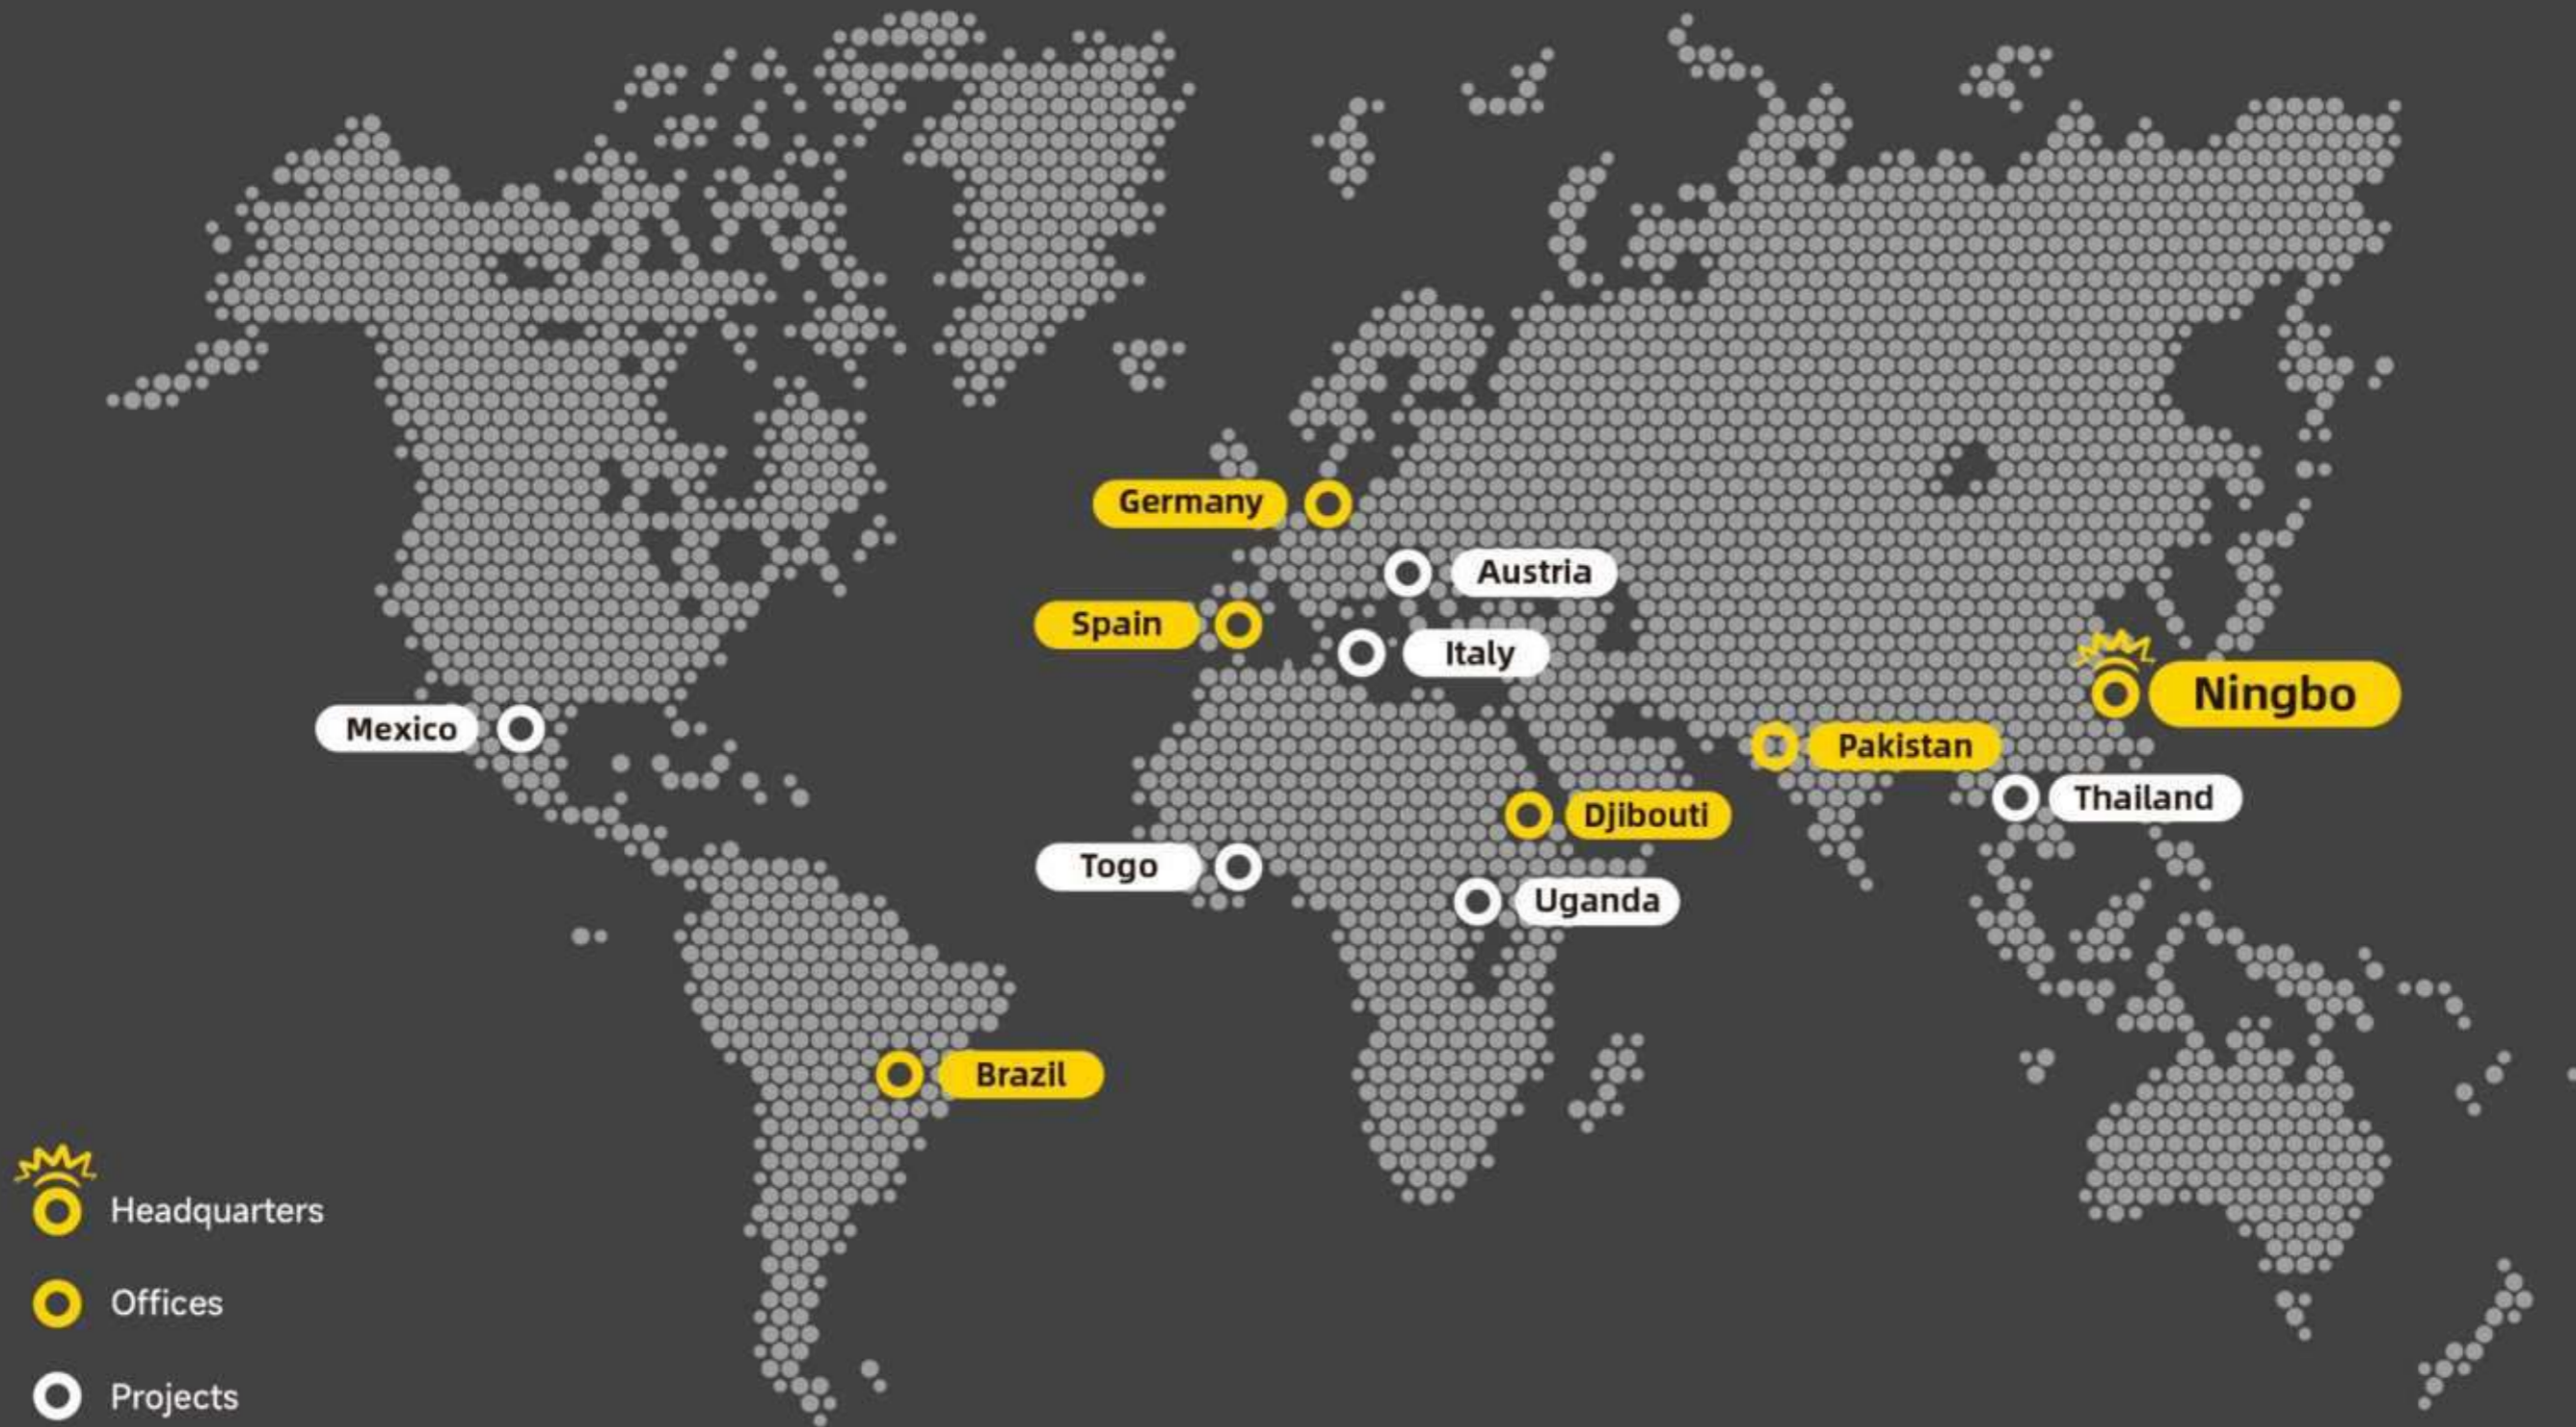 Germany
Austria
Spain
Italy
Ningbo
Mexico
Pakistan
Thailand
Djibouti
Togo
Uganda
Brazil
Headquarters
Offices
Projects